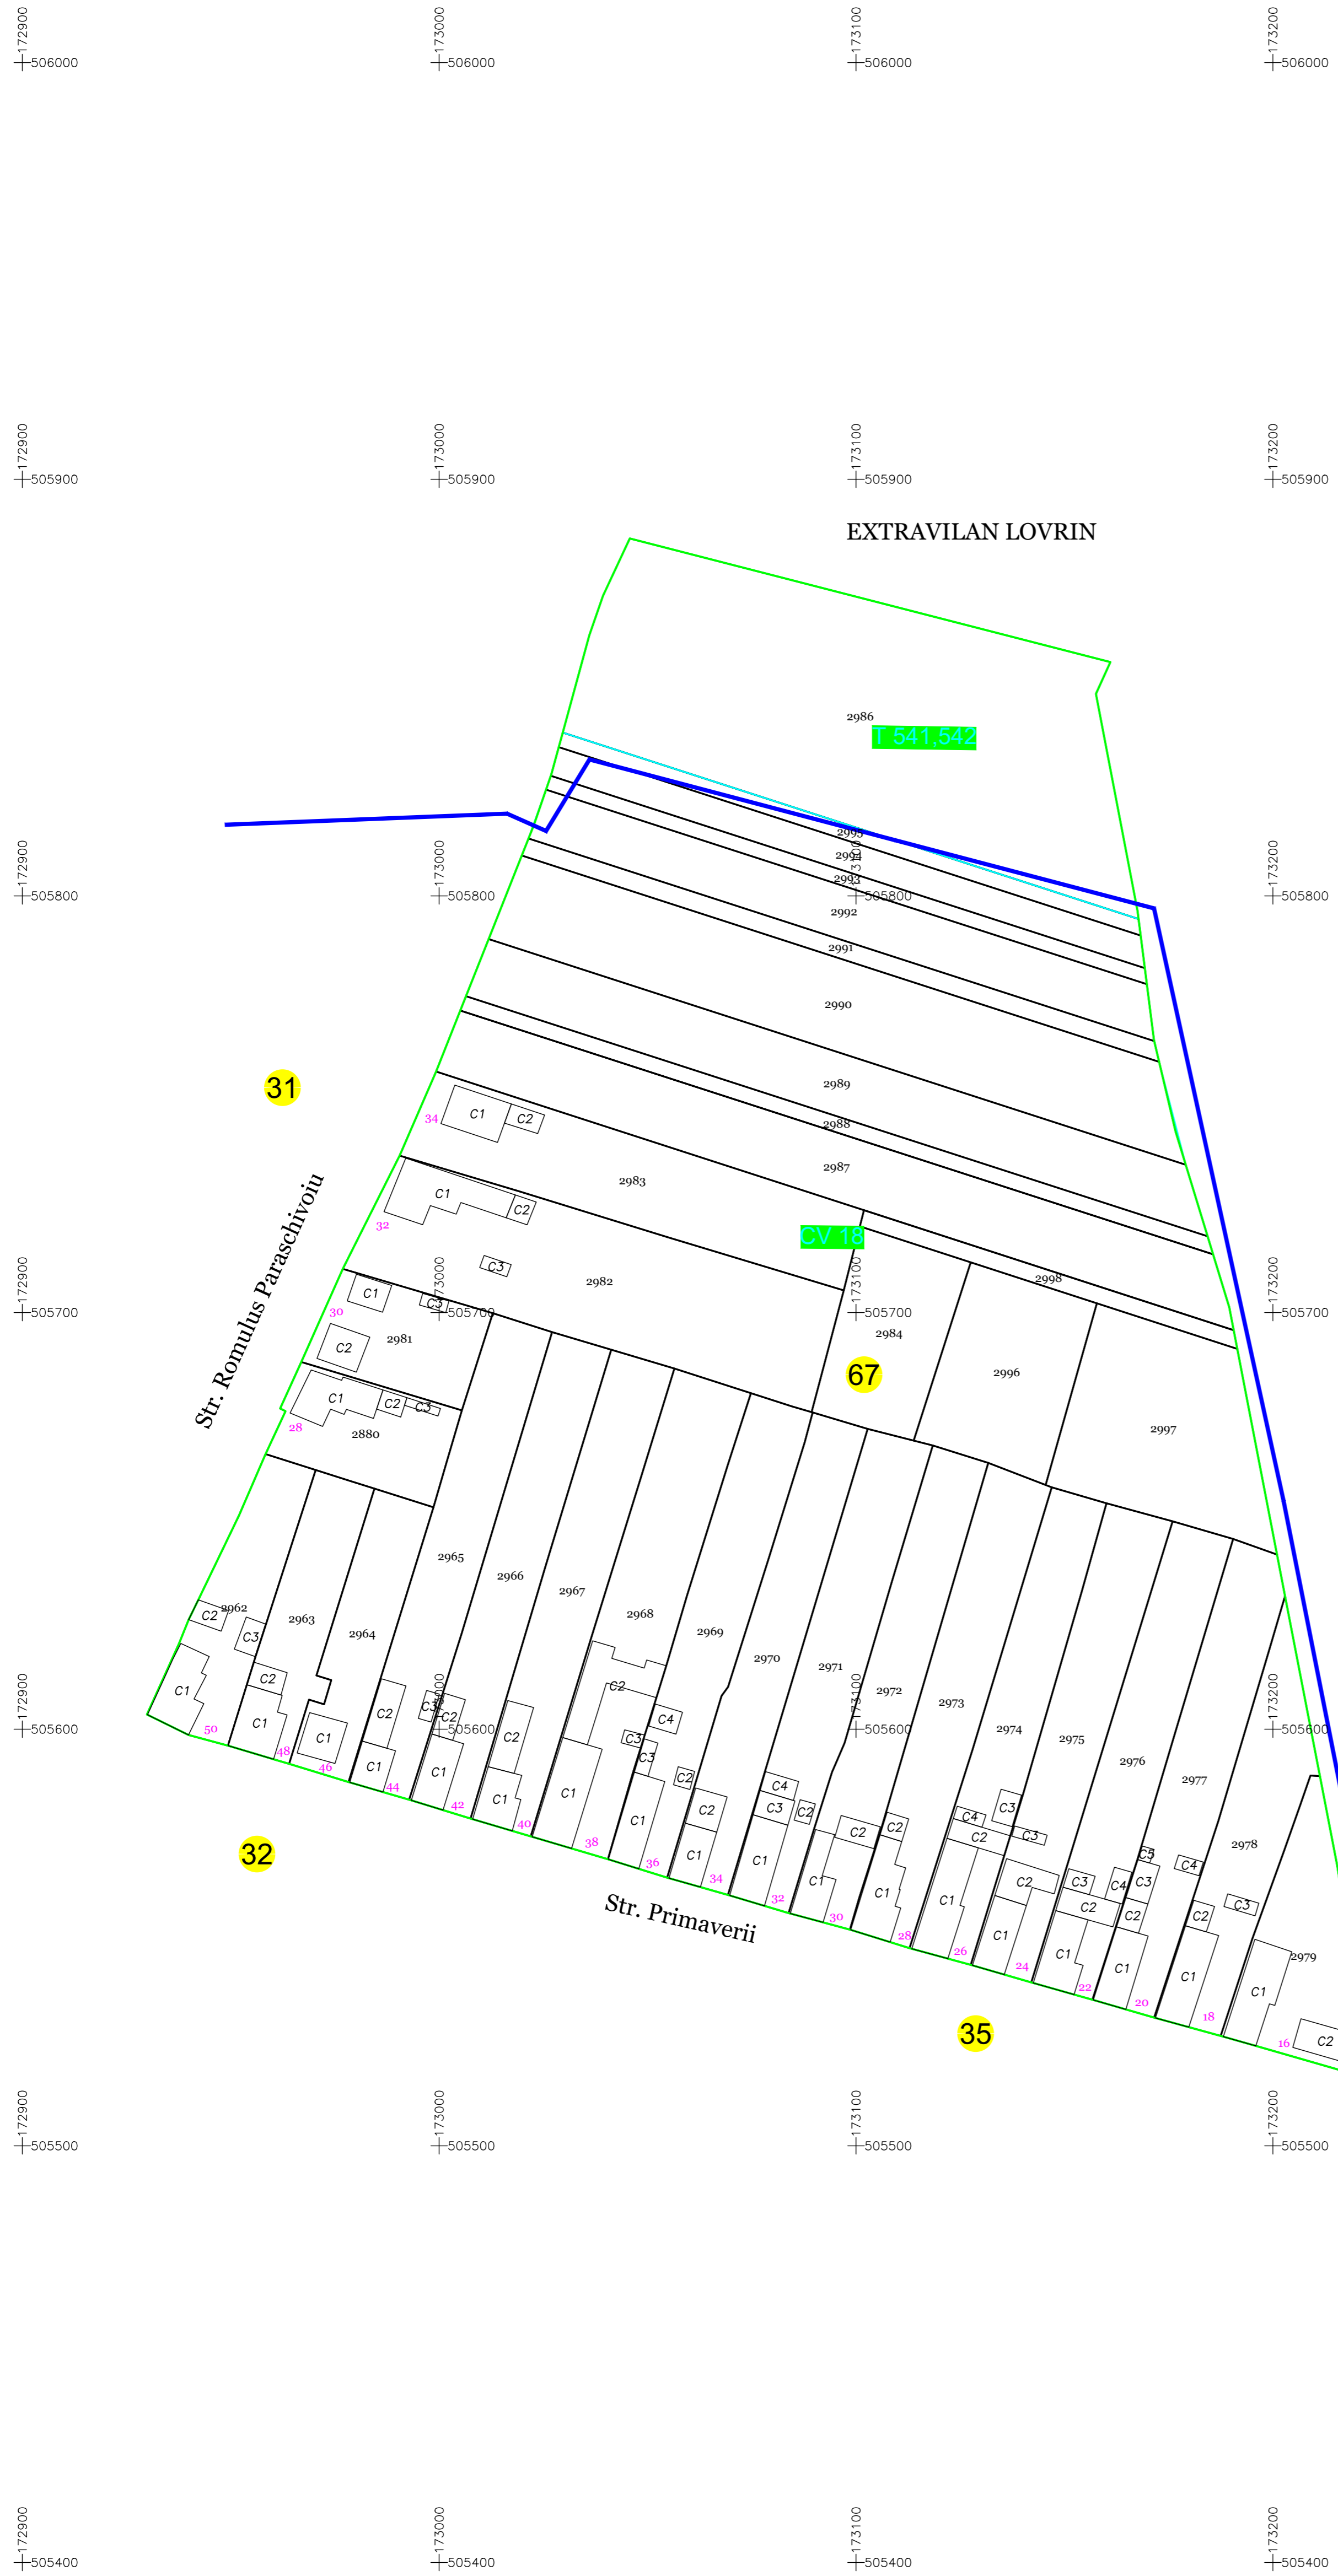 172900
173000
173100
173200
506000
506000
506000
506000
172900
173000
173100
173200
505900
505900
505900
505900
EXTRAVILAN LOVRIN
2986
T 541,542
2995
2994
2993
172900
173000
173100
173200
505800
505800
505800
505800
2992
2991
2990
2989
31
34
C1
C2
2988
2987
2983
C1
C2
32
CV 18
C3
2982
2998
C1
C3
172900
173000
173100
173200
505700
505700
505700
505700
30
2981
C2
2984
67
2996
Str. Romulus Paraschivoiu
C1
C2
C3
28
2880
2997
2965
2966
2967
2962
C2
C3
2963
2964
2968
2969
2970
2971
2972
2973
2974
2975
2976
2977
2978
2979
C1
50
C2
C1
48
C1
46
C2
C1
44
C3
C2
C1
42
C2
C1
40
C2
C1
38
C3
C3
C4
C1
36
C2
C2
C1
34
C4
C3
C2
C1
32
C2
C1
30
C2
C1
28
C4
C2
C3
C1
26
C3
C2
C1
24
C3
C4
C2
C1
22
C5
C3
C2
C1
20
C4
C2
C1
18
C3
C1
16
C2
172900
173000
173100
173200
505600
505600
505600
505600
32
Str. Primaverii
35
172900
173000
173100
173200
505500
505500
505500
505500
172900
173000
173100
173200
505400
505400
505400
505400